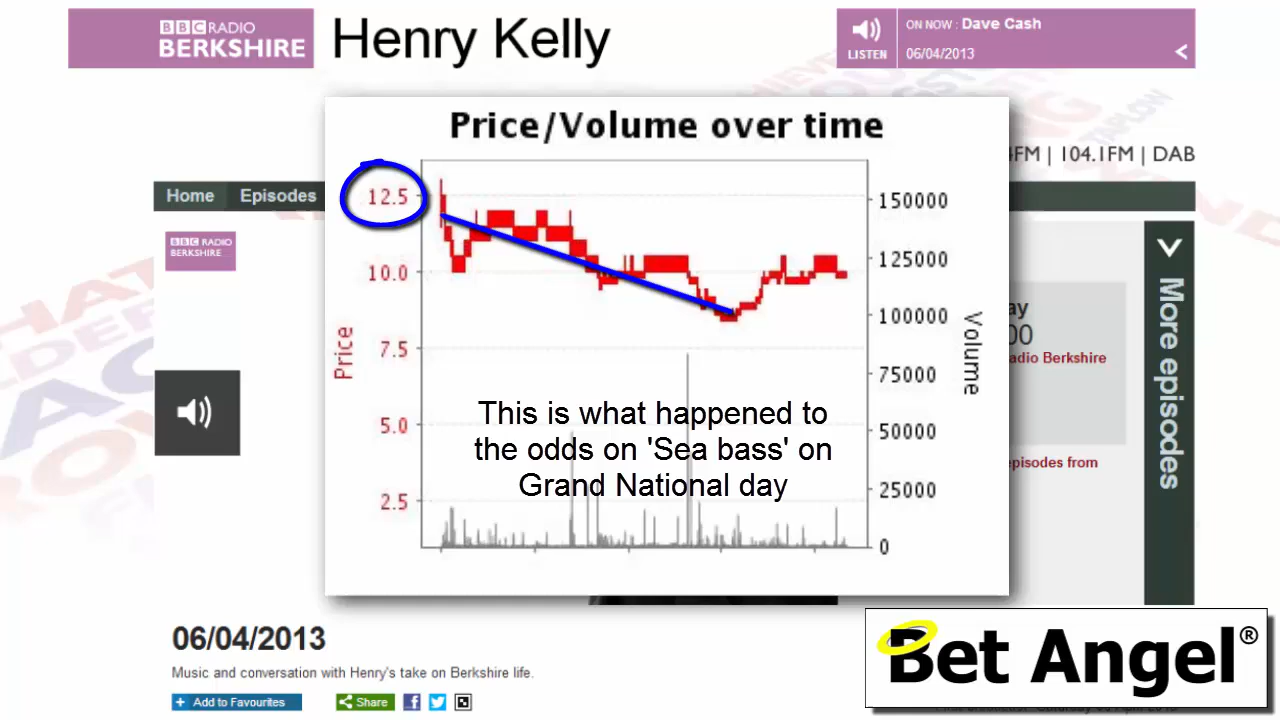 BBC RADIO
BERKSHIRE
Henry Kelly
LISTEN
ON NOW : Dave Cash
06/04/2013
<
FM | 104.1FM | DAB
Home Episodes
BBC RADIO
BERKSHIRE
Price/Volume over time
12.5
10.0
7.5
5.0
2.5
Price
150000
125000
100000
75000
50000
25000
0
Volume
This is what happened to
the odds on 'Sea bass' on
Grand National day
ay
00
adio Berkshire
episodes from
More episodes
06/04/2013
Music and conversation with Henry's take on Berkshire life.
+ Add to Favourites
Share
Bet Angel®